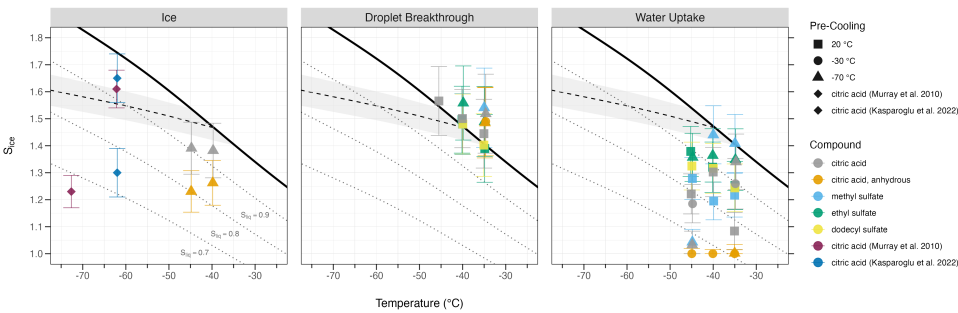 Ice
Droplet Breakthrough
Water Uptake
S_ice
1.8
1.7
1.6
1.5
1.4
1.3
1.2
1.1
1.0
S_liq = 0.9
S_liq = 0.8
S_liq = 0.7
-70 -60 -50 -40 -30
-70 -60 -50 -40 -30
-70 -60 -50 -40 -30
Temperature (°C)
Pre-Cooling
20 °C
-30 °C
-70 °C
citric acid (Murray et al. 2010)
citric acid (Kasparoglu et al. 2022)
Compound
citric acid
citric acid, anhydrous
methyl sulfate
ethyl sulfate
dodecyl sulfate
citric acid (Murray et al. 2010)
citric acid (Kasparoglu et al. 2022)